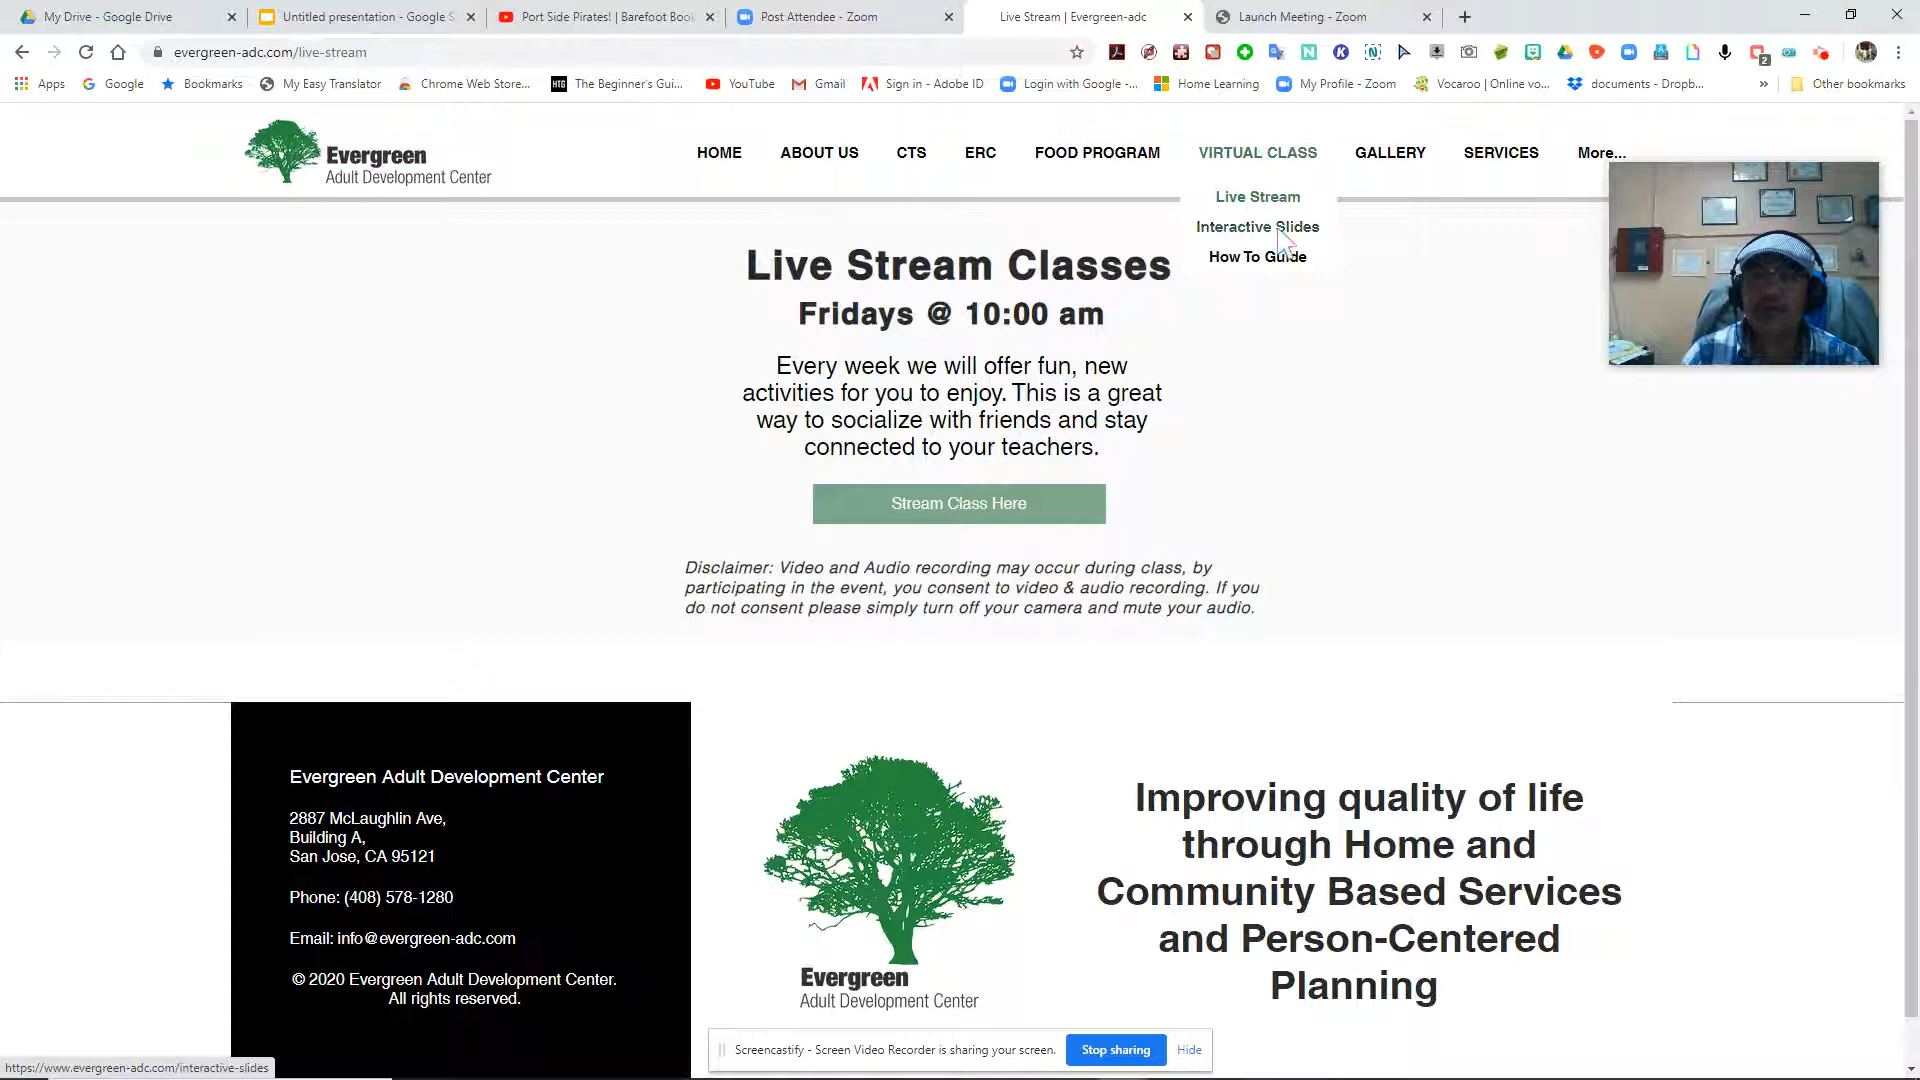 My Drive - Google Drive
Untitled presentation - Google S
Port Side Pirates! | Barefoot Book
Post Attendee - Zoom
Live Stream | Evergreen-adc
Launch Meeting - Zoom
evergreen-adc.com/live-stream
Apps
Google
Bookmarks
My Easy Translator
Chrome Web Store...
HTG
The Beginner's Gui...
YouTube
Gmail
Sign in - Adobe ID
Login with Google -...
Home Learning
My Profile - Zoom
Vocaroo | Online vo...
documents - Dropb...
»
Other bookmarks
Evergreen
Adult Development Center
HOME
ABOUT US
CTS
ERC
FOOD PROGRAM
VIRTUAL CLASS
GALLERY
SERVICES
More...
Live Stream
Interactive Slides
How To Guide
Live Stream Classes
Fridays @ 10:00 am
Every week we will offer fun, new
activities for you to enjoy. This is a great
way to socialize with friends and stay
connected to your teachers.
Stream Class Here
Disclaimer: Video and Audio recording may occur during class, by
participating in the event, you consent to video & audio recording. If you
do not consent please simply turn off your camera and mute your audio.
Evergreen Adult Development Center
2887 McLaughlin Ave,
Building A,
San Jose, CA 95121
Phone: (408) 578-1280
Email: info@evergreen-adc.com
© 2020 Evergreen Adult Development Center.
All rights reserved.
Evergreen
Adult Development Center
Improving quality of life
through Home and
Community Based Services
and Person-Centered
Planning
Screencastify - Screen Video Recorder is sharing your screen.
Stop sharing
Hide
https://www.evergreen-adc.com/interactive-slides